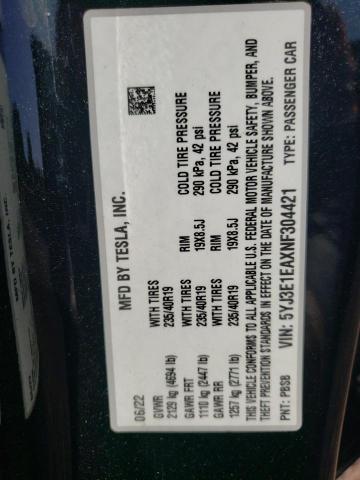 MFD BY TESLA, INC.
06/22
GVWR
2129 kg (4694 lb)
GAWR FRT WITH TIRES RIM COLD TIRE PRESSURE
1110 kg (2447 lb) 235/40R19 19X8.5J 290 kPa, 42 psi
GAWR RR WITH TIRES RIM COLD TIRE PRESSURE
1257 kg (2771 lb) 235/40R19 19X8.5J 290 kPa, 42 psi
THIS VEHICLE CONFORMS TO ALL APPLICABLE U.S. FEDERAL MOTOR VEHICLE SAFETY, BUMPER, AND
THEFT PREVENTION STANDARDS IN EFFECT ON THE DATE OF MANUFACTURE SHOWN ABOVE.
VIN: 5YJ3E1EAXNF304421
PNT: PBSB TYPE: PASSENGER CAR